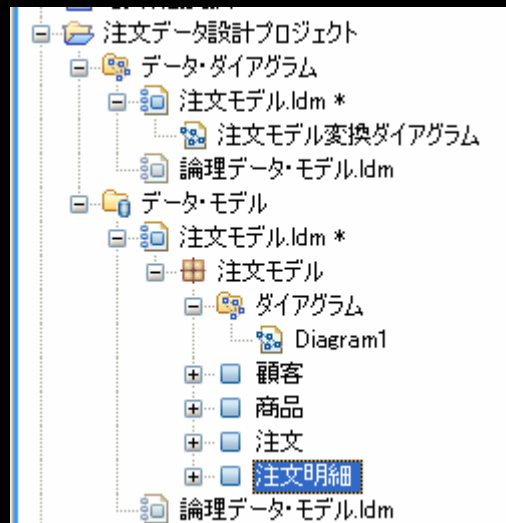 注文データ設計プロジェクト
データ・ダイアグラム
注文モデル.ldm *
注文モデル変換ダイアグラム
論理データ・モデル.ldm
データ・モデル
注文モデル.ldm *
注文モデル
ダイアグラム
Diagram1
顧客
商品
注文
注文明細
論理データ・モデル.ldm